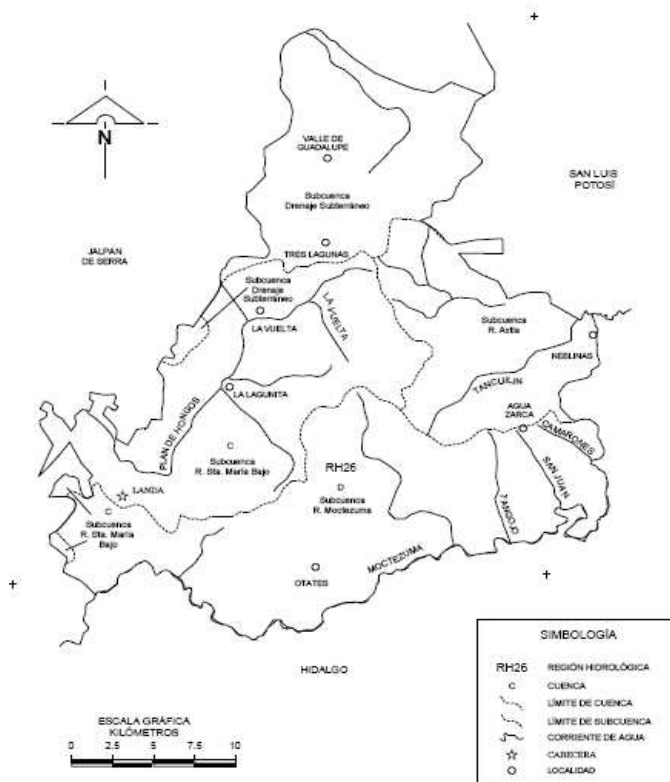 N
VALLE DE
GUADALUPE
SAN LUIS
POTOSÍ
Subcuenca
Drenaje Subterráneo
JALPAN
DE SERRA
TRES LAGUNAS
Subcuenca
Drenaje
Subterráneo
LA VUELTA
LA VUELTA
Subcuenca
R. Axtla
NEBLINAS
TANCUILIN
LA LAGUNITA
AGUA
ZARCA
CAMARONES
PLAN DE HONGOS
C
Subcuenca
R. Sta. María Bajo
RH26
D
Subcuenca
R. Moctezuma
SAN JUAN
TANGOJO
LANDA
C
Subcuenca
R. Sta. María
Bajo
MOCTEZUMA
OTATES
HIDALGO
SIMBOLOGÍA
RH26 REGIÓN HIDROLÓGICA
C CUENCA
LÍMITE DE CUENCA
LÍMITE DE SUBCUENCA
CORRIENTE DE AGUA
CABECERA
LOCALIDAD
ESCALA GRÁFICA
KILÓMETROS
0 2.5 5 7.5 10